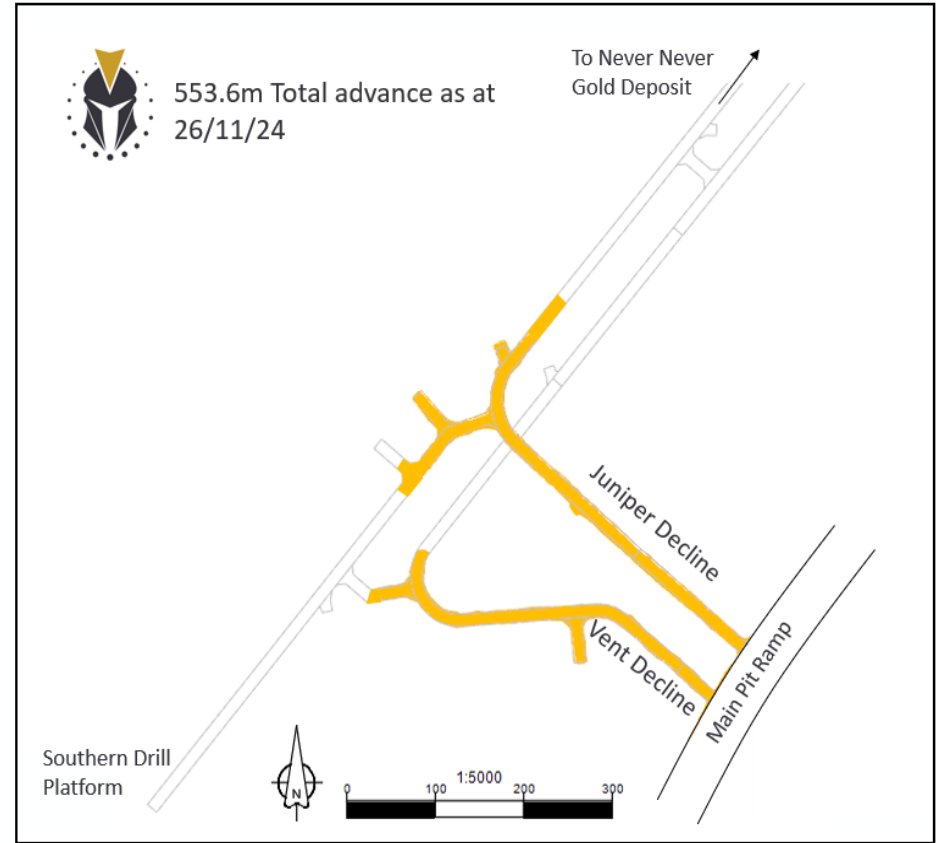 553.6m Total advance as at
26/11/24
To Never Never
Gold Deposit
Juniper Decline
Vent Decline
Main Pit Ramp
Southern Drill
Platform
N
1:5000
0 100 200 300